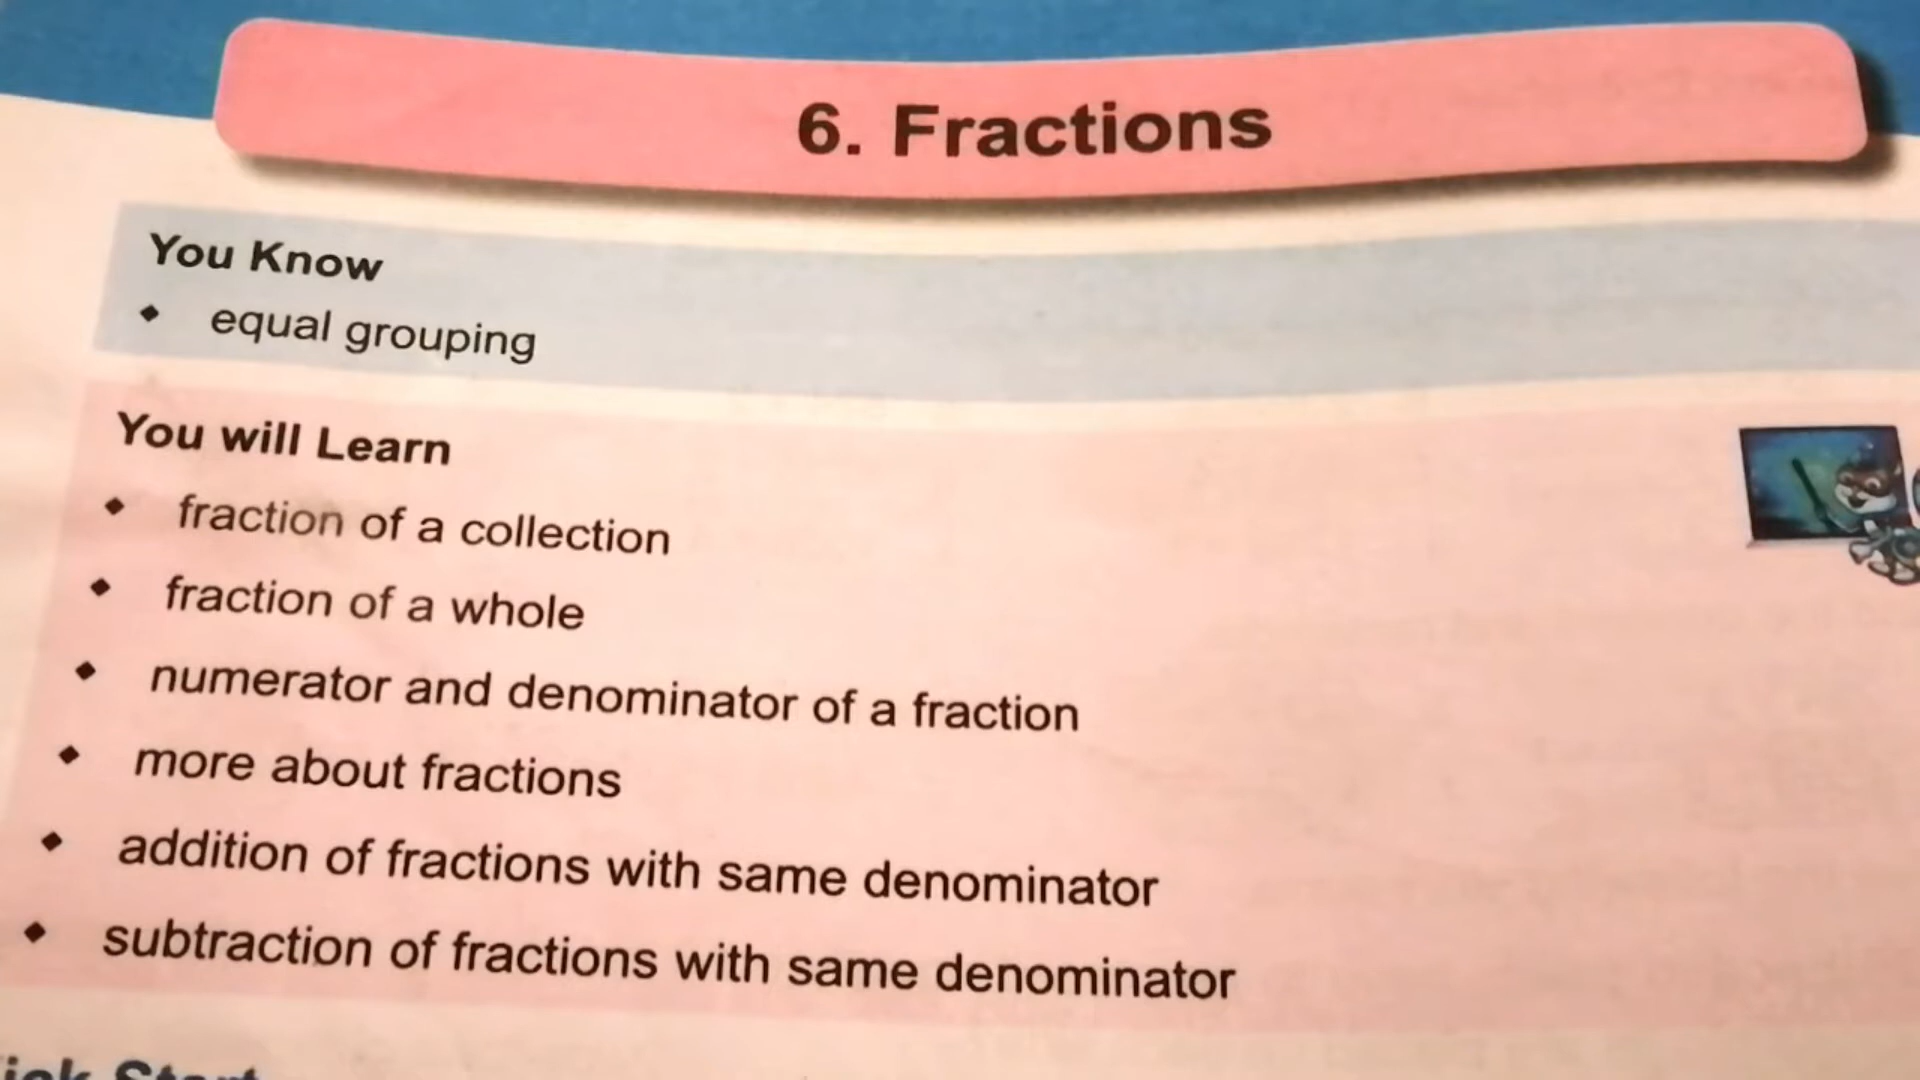 6. Fractions
You Know
◆ equal grouping
You will Learn
◆ fraction of a collection
◆ fraction of a whole
◆ numerator and denominator of a fraction
◆ more about fractions
◆ addition of fractions with same denominator
◆ subtraction of fractions with same denominator